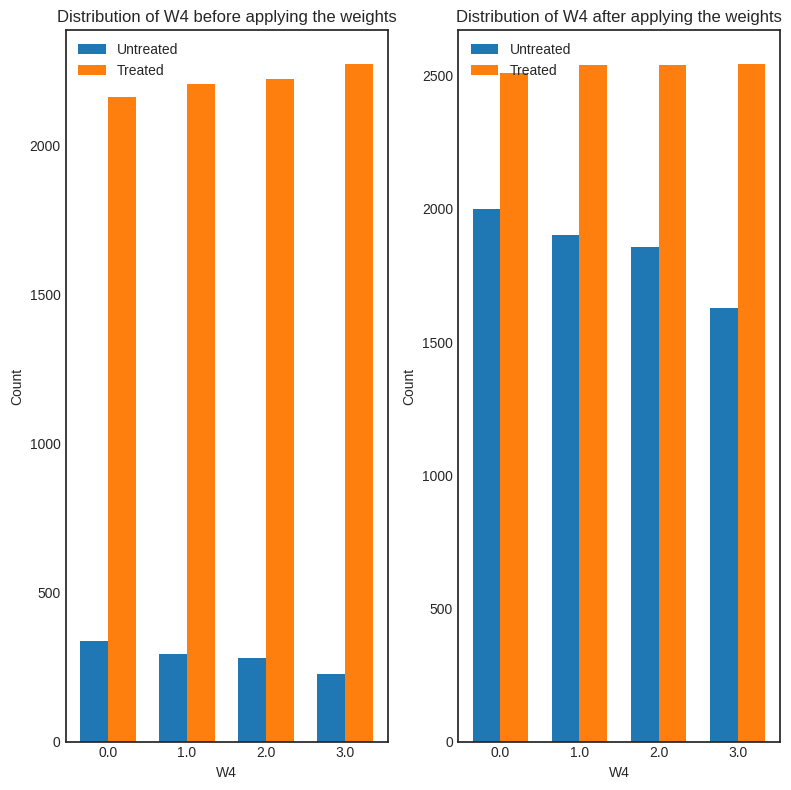 Distribution of W4 before applying the weights
Untreated
Treated
2000
1500
1000
500
0
Count
0.0 1.0 2.0 3.0
W4
Distribution of W4 after applying the weights
Untreated
Treated
2500
2000
1500
1000
500
0
Count
0.0 1.0 2.0 3.0
W4